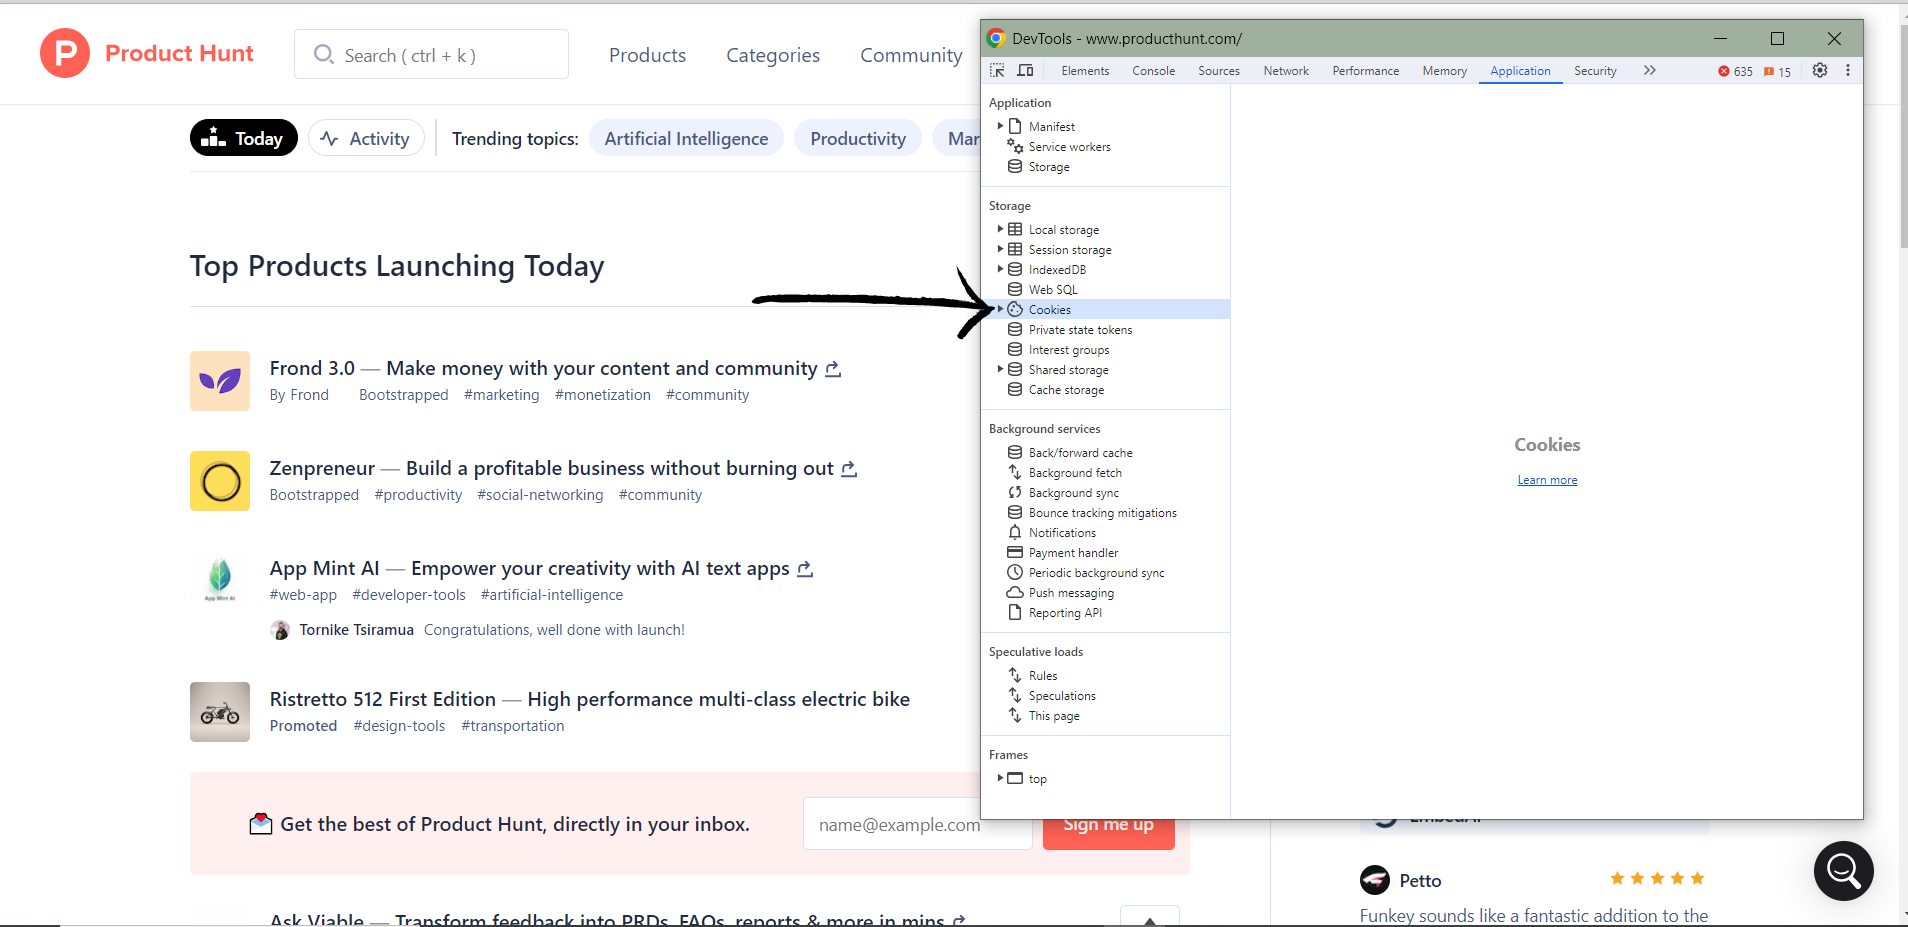 Product Hunt
Search ( ctrl + k )
Products
Categories
Community
Today
Activity
Trending topics:
Artificial Intelligence
Productivity
Mar
Top Products Launching Today
Frond 3.0 — Make money with your content and community
By Frond Bootstrapped #marketing #monetization #community
Zenpreneur — Build a profitable business without burning out
Bootstrapped #productivity #social-networking #community
App Mint AI
App Mint AI — Empower your creativity with AI text apps
#web-app #developer-tools #artificial-intelligence
Tornike Tsiramua Congratulations, well done with launch!
Ristretto 512 First Edition — High performance multi-class electric bike
Promoted #design-tools #transportation
Get the best of Product Hunt, directly in your inbox.
name@example.com
Sign me up
Ask Viable — Transform feedback into PRDs, FAQs, reports & more in mins
DevTools - www.producthunt.com/
Elements Console Sources Network Performance Memory Application Security 635 15
Application
Manifest
Service workers
Storage
Storage
Local storage
Session storage
IndexedDB
Web SQL
Cookies
Private state tokens
Interest groups
Shared storage
Cache storage
Background services
Back/forward cache
Background fetch
Background sync
Bounce tracking mitigations
Notifications
Payment handler
Periodic background sync
Push messaging
Reporting API
Speculative loads
Rules
Speculations
This page
Frames
top
Cookies
Learn more
Petto
Funkey sounds like a fantastic addition to the